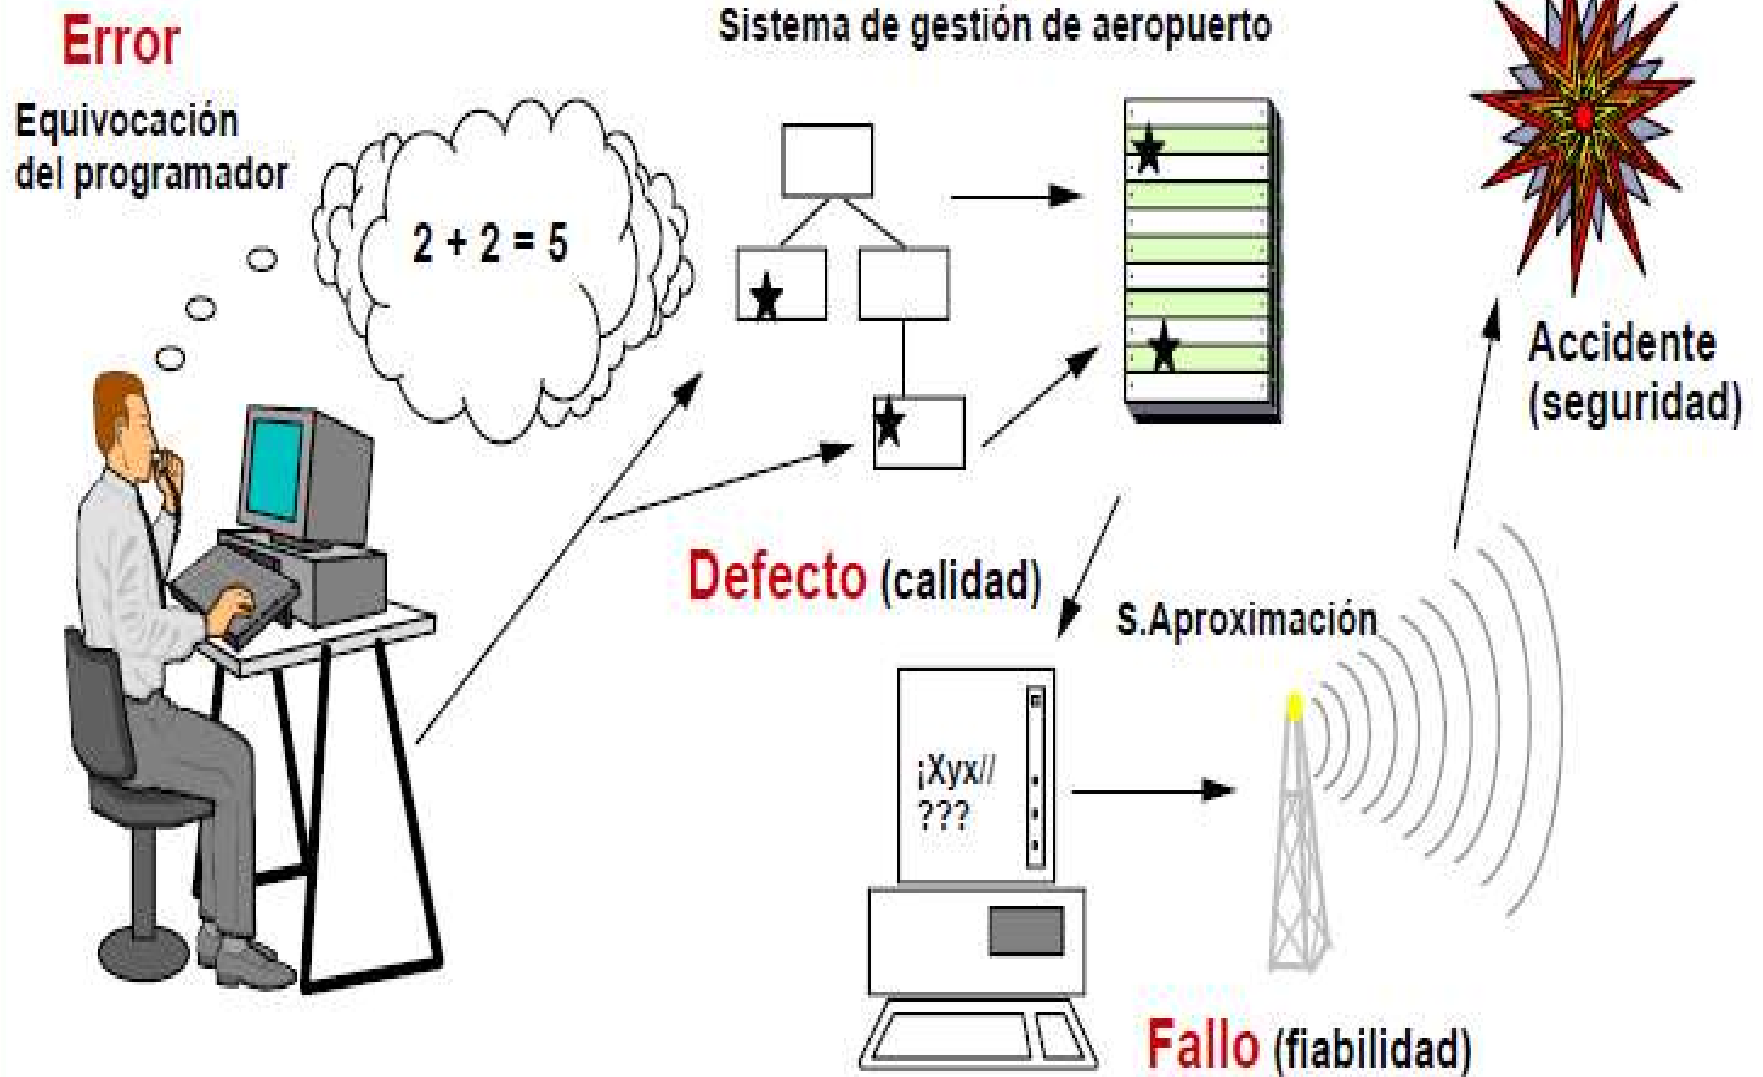 Error
Equivocación
del programador
2 + 2 = 5
Sistema de gestión de aeropuerto
Accidente
(seguridad)
Defecto (calidad)
S.Aproximación
¡Xyx//
???
Fallo (fiabilidad)